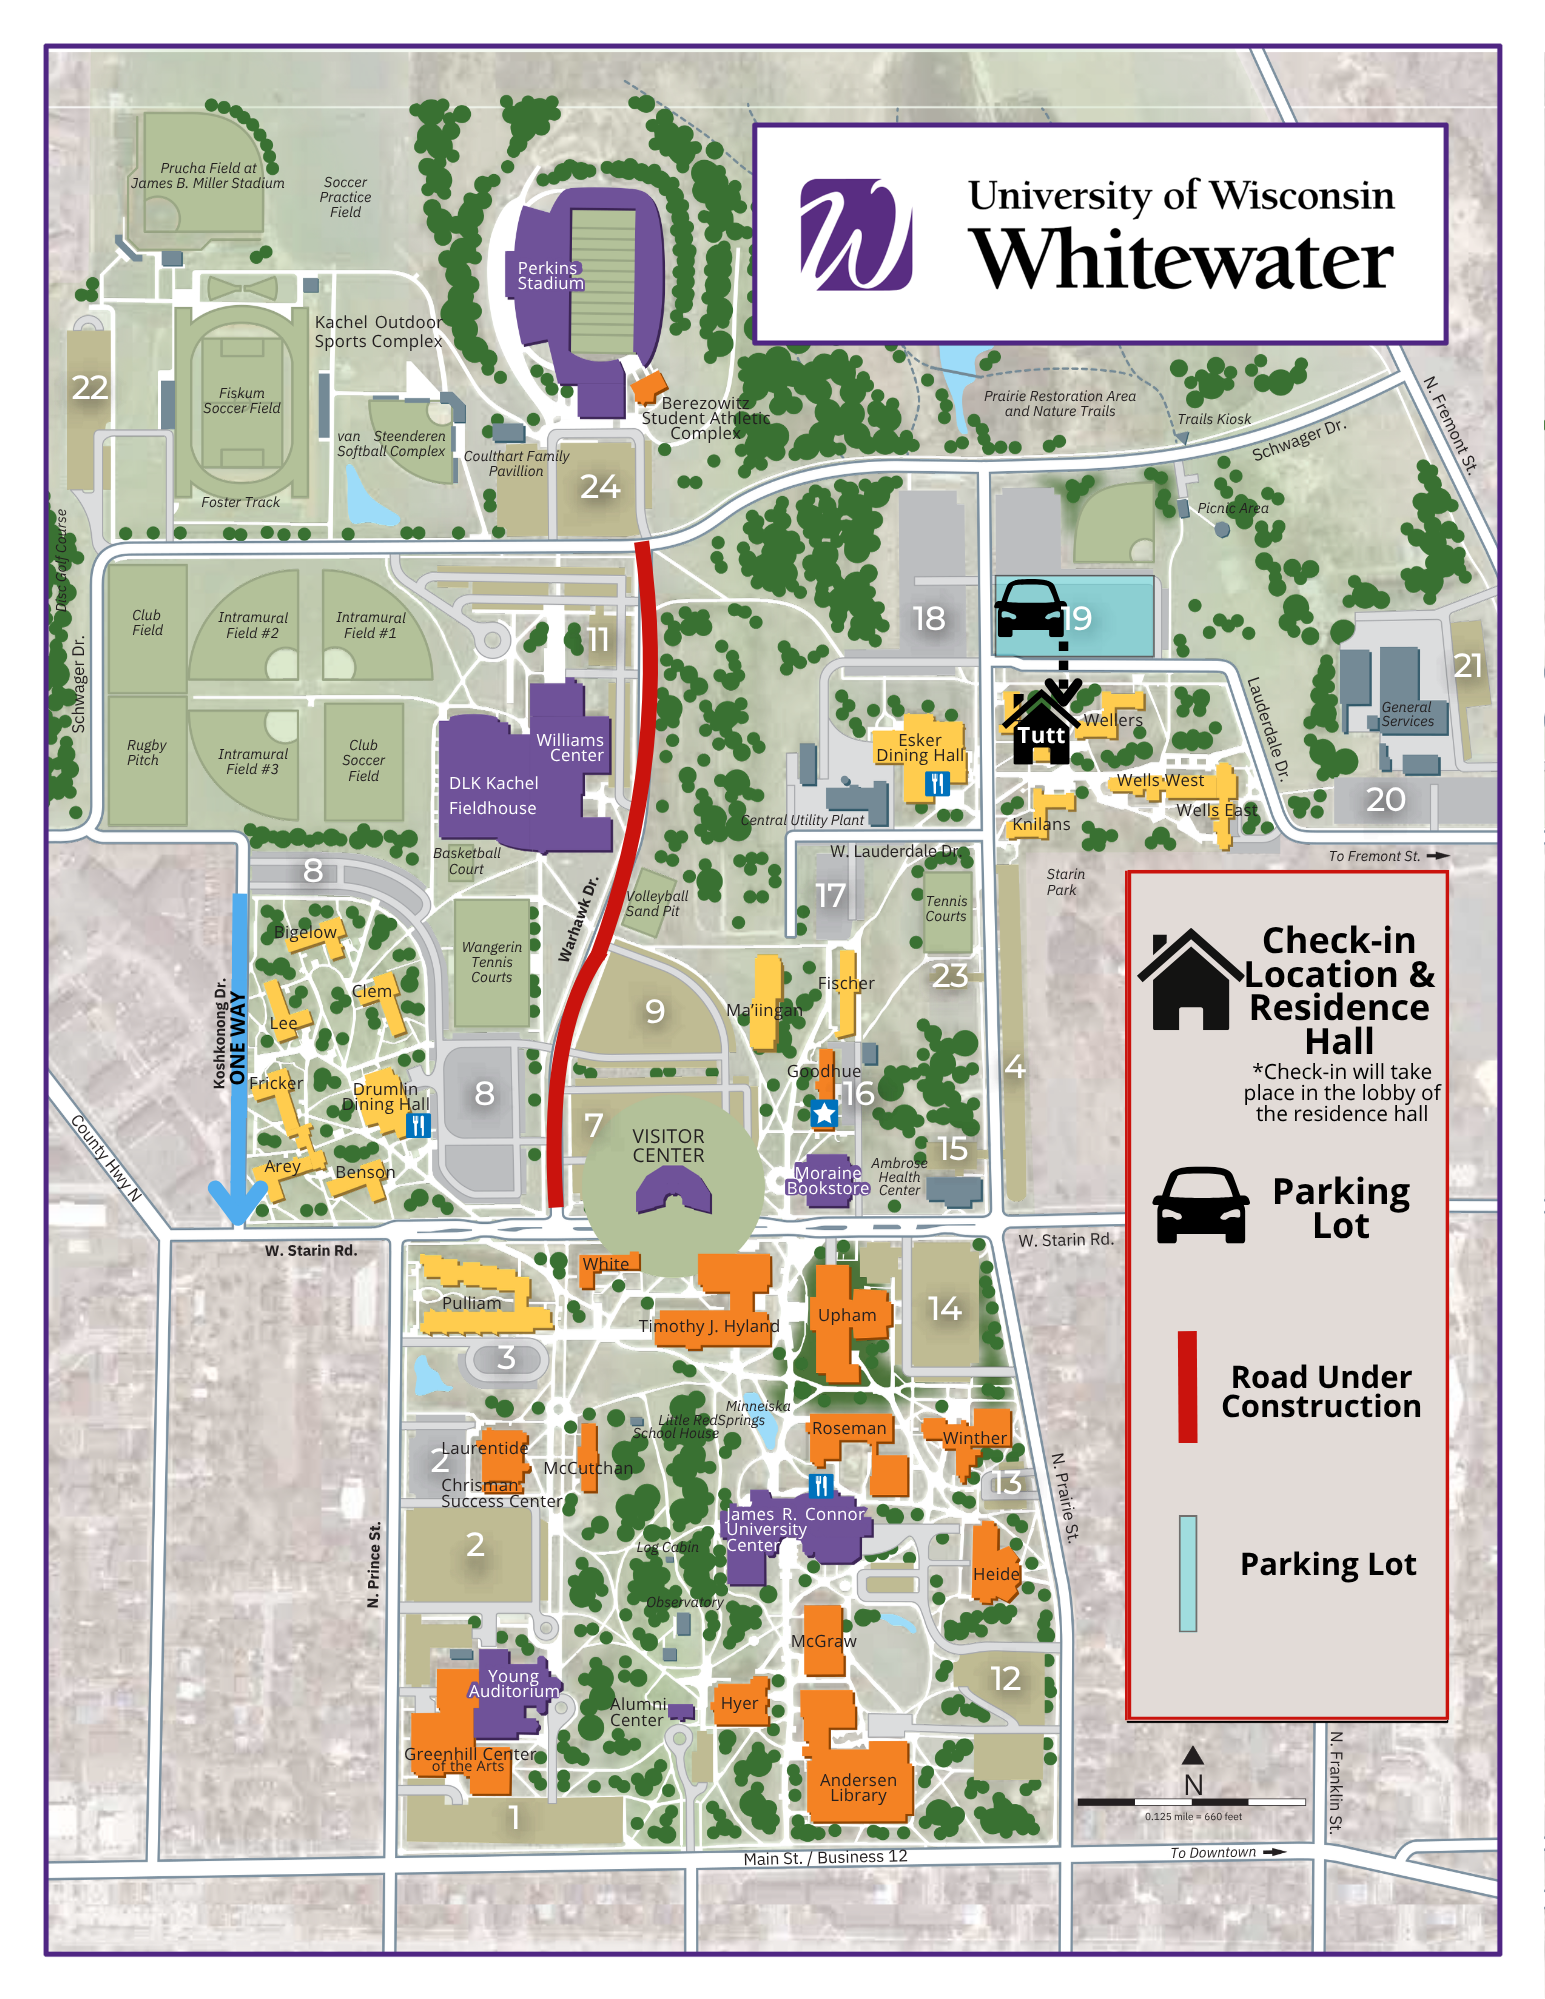 University of Wisconsin
Whitewater
Prucha Field at
James B. Miller Stadium
Soccer
Practice
Field
Perkins
Stadium
Kachel Outdoor
Sports Complex
22
Fiskum
Soccer Field
van Steenderen
Softball Complex
Foster Track
Berezowitz
Student Athletic
Complex
Coulthart Family
Pavillion
24
Prairie Restoration Area
and Nature Trails
Trails Kiosk
Schwager Dr.
N. Fremont St.
Picnic Area
Disc Golf Course
Schwager Dr.
Club
Field
Intramural
Field #2
Intramural
Field #1
11
18
19
21
Rugby
Pitch
Intramural
Field #3
Club
Soccer
Field
Williams
Center
DLK Kachel
Fieldhouse
Esker
Dining Hall
Tutt
Wellers
Wells West
Wells East
Knilans
Lauderdale Dr.
General
Services
20
Central Utility Plant
W. Lauderdale Dr.
To Fremont St.
Basketball
Court
8
Volleyball
Sand Pit
Warhawk Dr.
17
Tennis
Courts
Starin
Park
Bigelow
Wangerin
Tennis
Courts
Clem
Lee
Koshkonong Dr.
ONE WAY
9
Ma'iingan
Fischer
23
4
Fricker
Drumlin
Dining Hall
8
Goodhue
16
7
VISITOR
CENTER
15
Arey
Benson
Moraine
Bookstore
Ambrose
Health
Center
County Hwy N
W. Starin Rd.
W. Starin Rd.
Check-in
Location &
Residence
Hall
*Check-in will take
place in the lobby of
the residence hall
Parking
Lot
Road Under
Construction
Parking Lot
White
Pulliam
Timothy J. Hyland
Upham
14
3
Minneiska
Springs
Little Red
School House
Roseman
Winther
Laurentide
2
McCutchan
Chrisman
Success Center
13
N. Prairie St.
James R. Connor
University
Center
2
Log Cabin
Heide
N. Prince St.
Observatory
McGraw
Young
Auditorium
12
Alumni
Center
Hyer
Greenhill Center
of the Arts
Andersen
Library
1
N
0.125 mile = 660 feet
N. Franklin St.
Main St. / Business 12
To Downtown